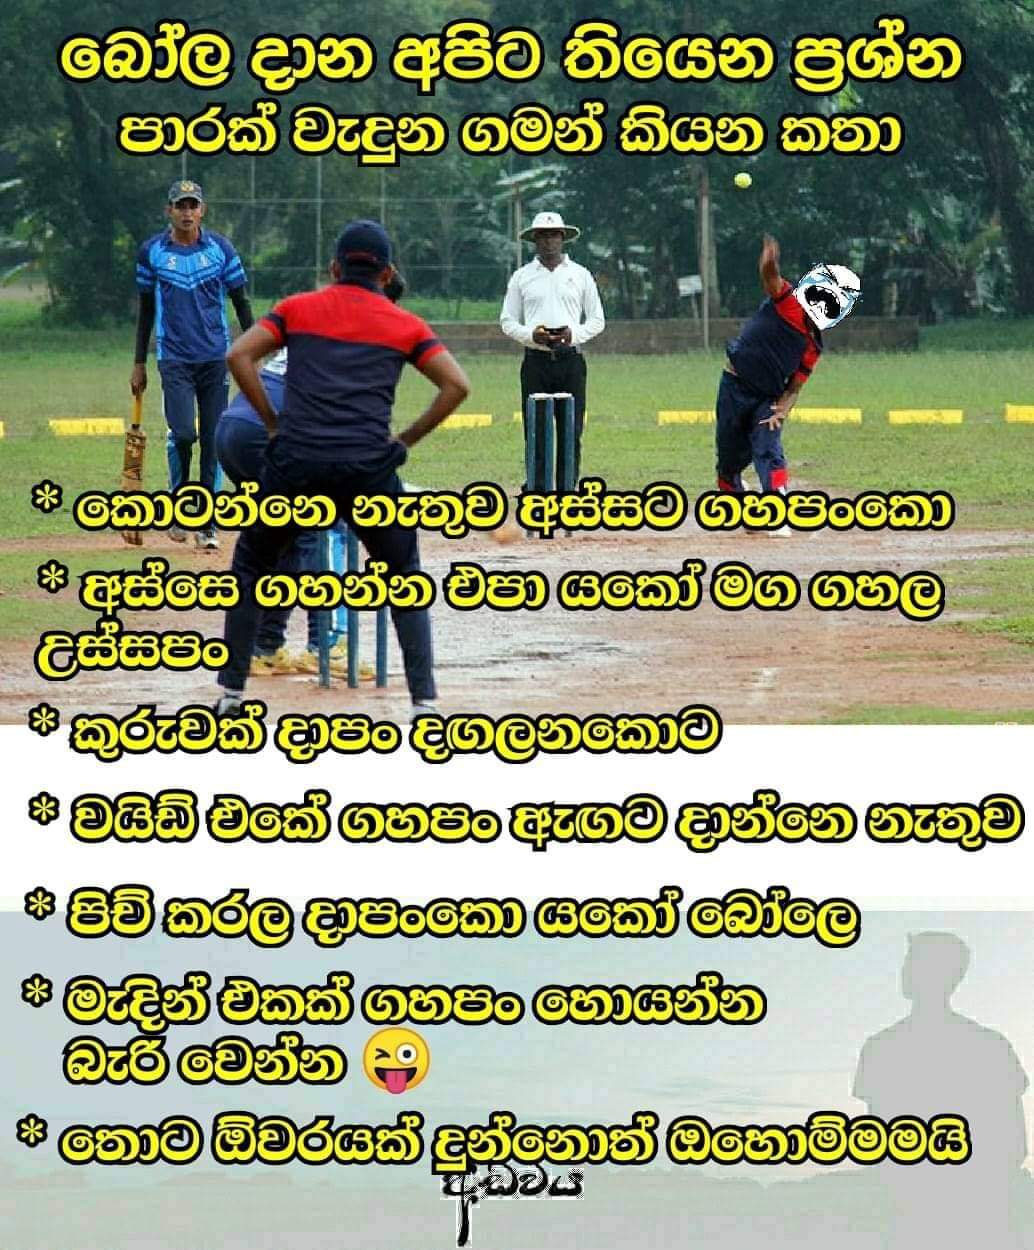 බෝල දාන අපිට තියෙන ප්‍රශ්න
පාරක් වැදුන ගමන් කියන කතා
* කොටන්නෙ නැතුව අස්සට ගහපංකො
* අස්සෙ ගහන්න එපා යකෝ මග ගහල
උස්සපං
* කුරුවක් දාපං දඟලනකොට
* වයිඩ් එකේ ගහපං ඇඟට දාන්නෙ නැතුව
* පිච් කරල දාපංකො යකෝ බෝලෙ
* මැදින් එකක් ගහපං හොයන්න
බැරි වෙන්න 😜
* තොට ඕවරයක් දුන්නොත් ඔහොම්මමයි
අඩවිය